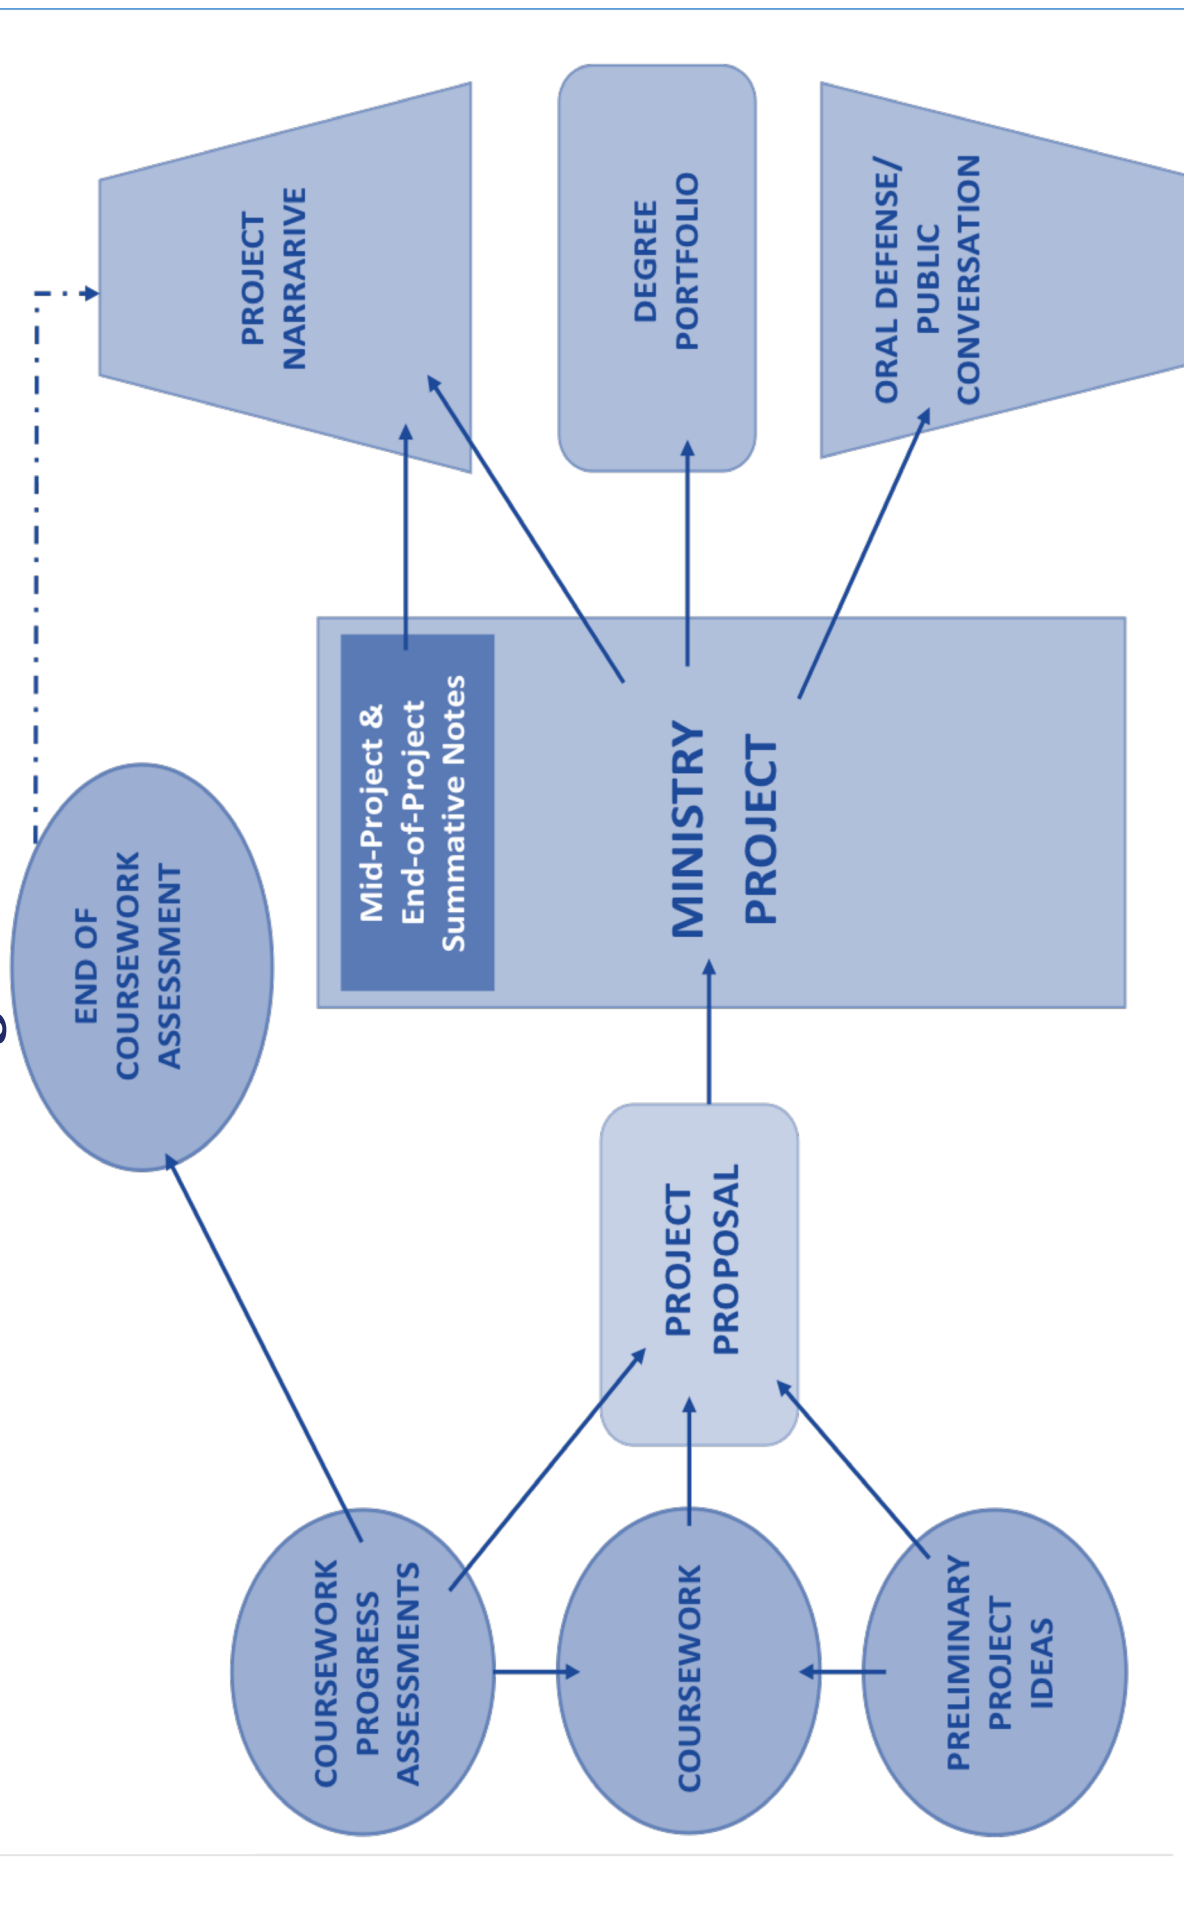 END OF
COURSEWORK
ASSESSMENT
COURSEWORK
PROGRESS
ASSESSMENTS
COURSEWORK
PRELIMINARY
PROJECT
IDEAS
PROJECT
PROPOSAL
Mid-Project &
End-of-Project
Summative Notes
MINISTRY
PROJECT
PROJECT
NARRARIVE
DEGREE
PORTFOLIO
ORAL DEFENSE/
PUBLIC
CONVERSATION